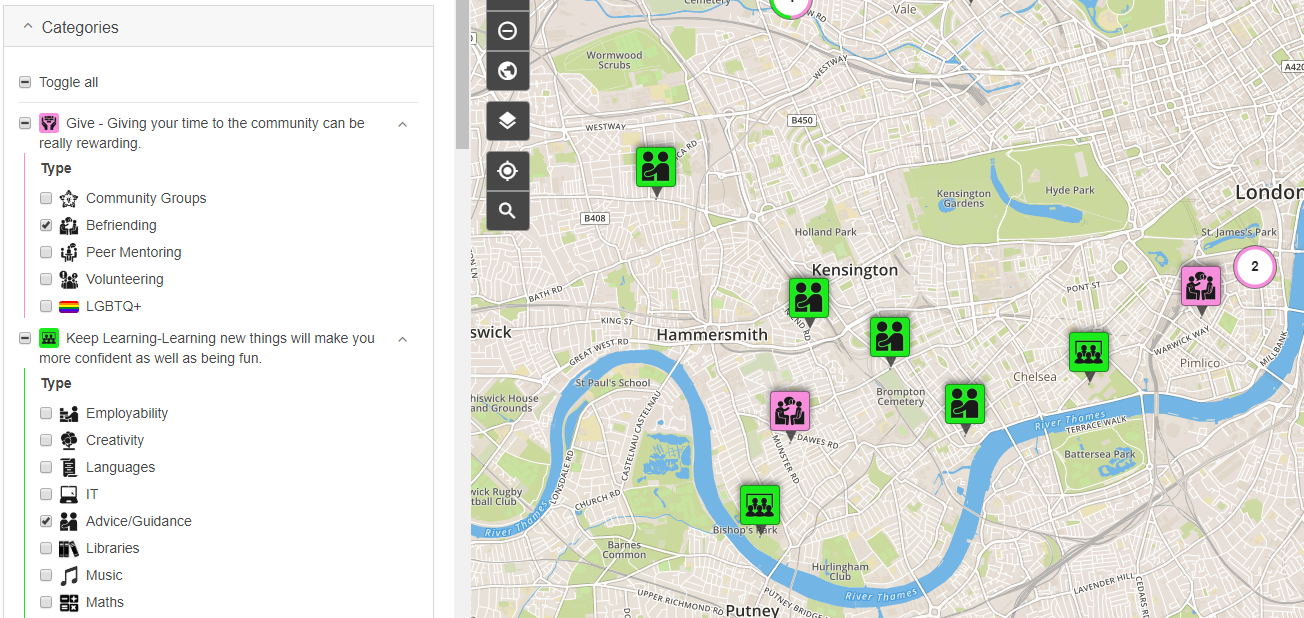 Categories
Toggle all
Give - Giving your time to the community can be
really rewarding.
Type
Community Groups
Befriending
Peer Mentoring
Volunteering
LGBTQ+
Keep Learning-Learning new things will make you
more confident as well as being fun.
Type
Employability
Creativity
Languages
IT
Advice/Guidance
Libraries
Music
Maths
Cemetery
Vale
Wormwood
Scrubs
WESTWAY
A420
B450
WESTWAY
Kensington
Gardens
Hyde Park
London
B408
Holland Park
St. James's Park
2
Kensington
BATH RD
PONT ST
KING ST
Hammersmith
swick
GREAT WEST RD
WARWICK WAY
MILLBANK
Pimlico
St Paul's School
Chelsea
hiswick House
and Grounds
Brompton
Cemetery
CASTELNAU CASTELNAU
River Thames
TERRACE WALK
DAWES RD
MUNSTER RD
Battersea Park
LONSDALE RD
wick Rugby
tball Club
CHURCH RD
River Thames
Bishop's Park
Barnes
Common
Hurlingham
Club
LAVENDER HILL
CEDARS RD
UPPER RICHMOND RD
PUTNEY BRIDGE
River Thames
Putney